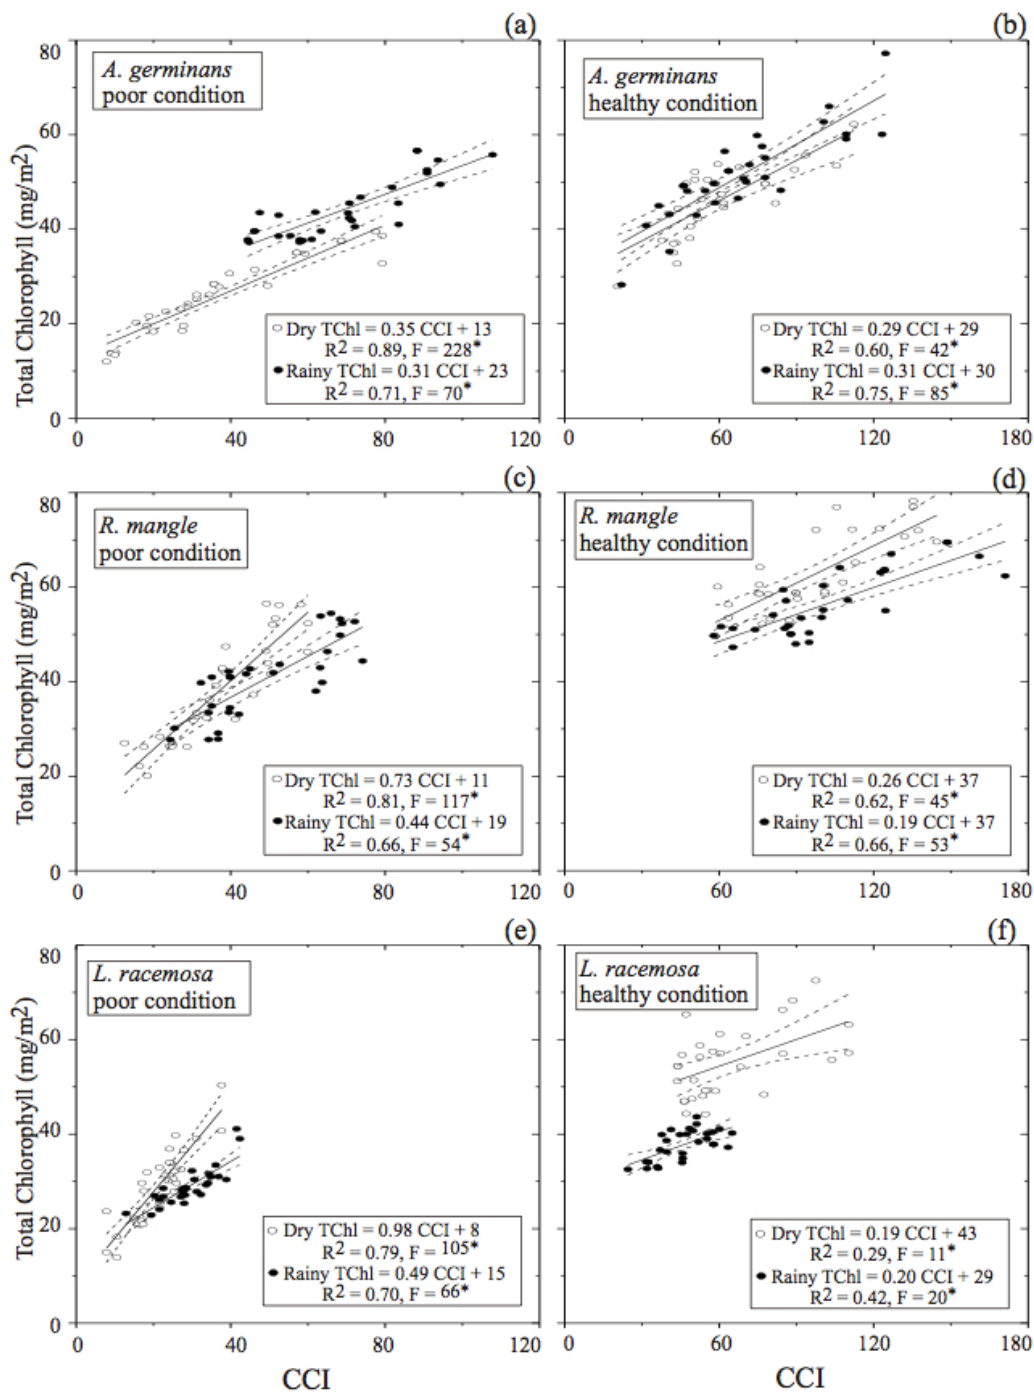 (a)
(b)
80
60
40
20
0
Total Chlorophyll (mg/m²)
A. germinans
poor condition
Dry TChl = 0.35 CCI + 13
R² = 0.89, F = 228*
Rainy TChl = 0.31 CCI + 23
R² = 0.71, F = 70*
0 40 80 120
A. germinans
healthy condition
Dry TChl = 0.29 CCI + 29
R² = 0.60, F = 42*
Rainy TChl = 0.31 CCI + 30
R² = 0.75, F = 85*
0 60 120 180
(c)
(d)
80
60
40
20
0
Total Chlorophyll (mg/m²)
R. mangle
poor condition
Dry TChl = 0.73 CCI + 11
R² = 0.81, F = 117*
Rainy TChl = 0.44 CCI + 19
R² = 0.66, F = 54*
0 40 80 120
R. mangle
healthy condition
Dry TChl = 0.26 CCI + 37
R² = 0.62, F = 45*
Rainy TChl = 0.19 CCI + 37
R² = 0.66, F = 53*
0 60 120 180
(e)
(f)
80
60
40
20
0
Total Chlorophyll (mg/m²)
L. racemosa
poor condition
Dry TChl = 0.98 CCI + 8
R² = 0.79, F = 105*
Rainy TChl = 0.49 CCI + 15
R² = 0.70, F = 66*
0 40 80 120
CCI
L. racemosa
healthy condition
Dry TChl = 0.19 CCI + 43
R² = 0.29, F = 11*
Rainy TChl = 0.20 CCI + 29
R² = 0.42, F = 20*
0 60 120 180
CCI